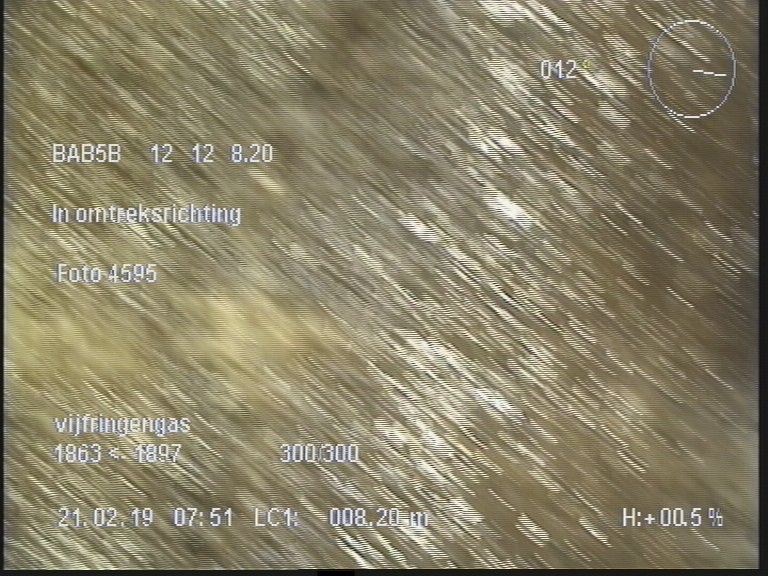 012°
BAB5B 12 12 8.20
In omtreksrichting
Foto 4595
vijfringengas
1863 <- 1897 300/300
21.02.19 07:51 LC1: 008.20 m H:+00.5 %